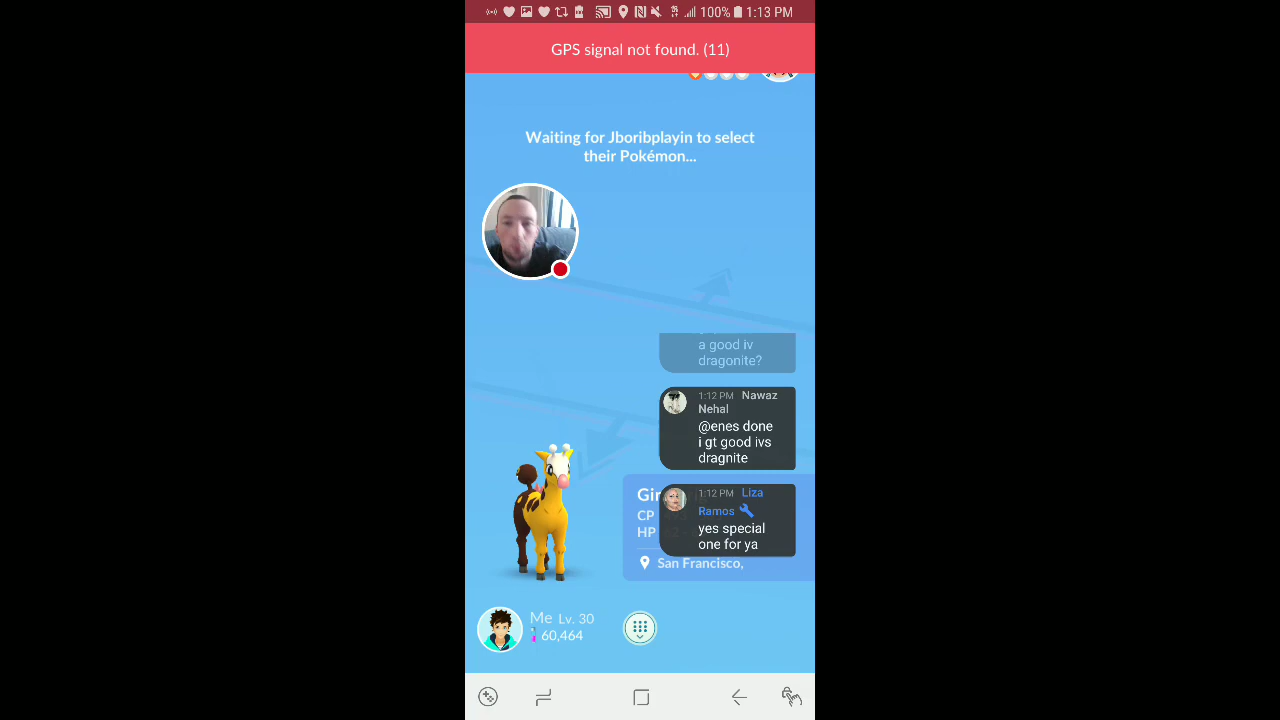 100% 1:13 PM
GPS signal not found. (11)
Waiting for Jboribplayin to select
their Pokémon...
a good iv
dragonite?
1:12 PM Nawaz
Nehal
@enes done
i gt good ivs
dragnite
1:12 PM Liza
Ramos
yes special
one for ya
CP
HP
San Francisco,
Me Lv. 30
60,464